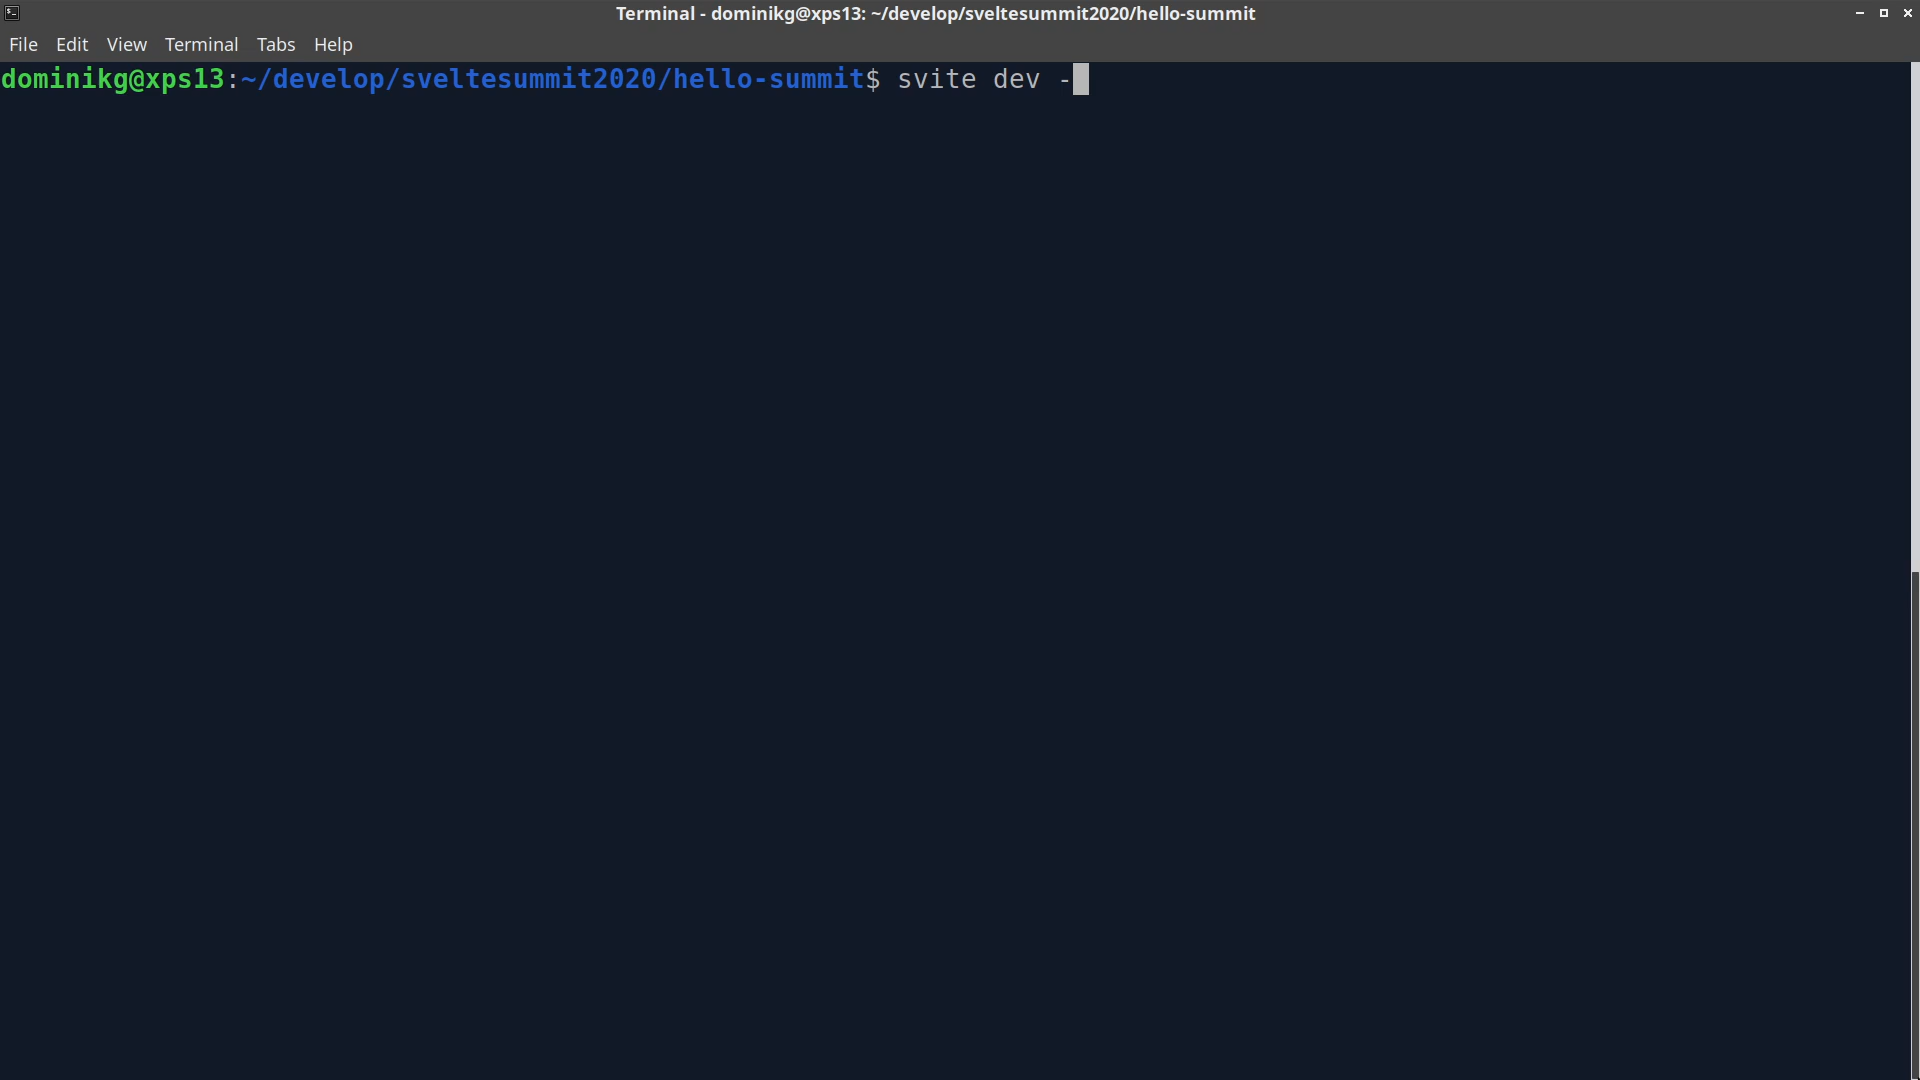 Terminal - dominikg@xps13: ~/develop/sveltesummit2020/hello-summit
File Edit View Terminal Tabs Help
dominikg@xps13:~/develop/sveltesummit2020/hello-summit$ svite dev -